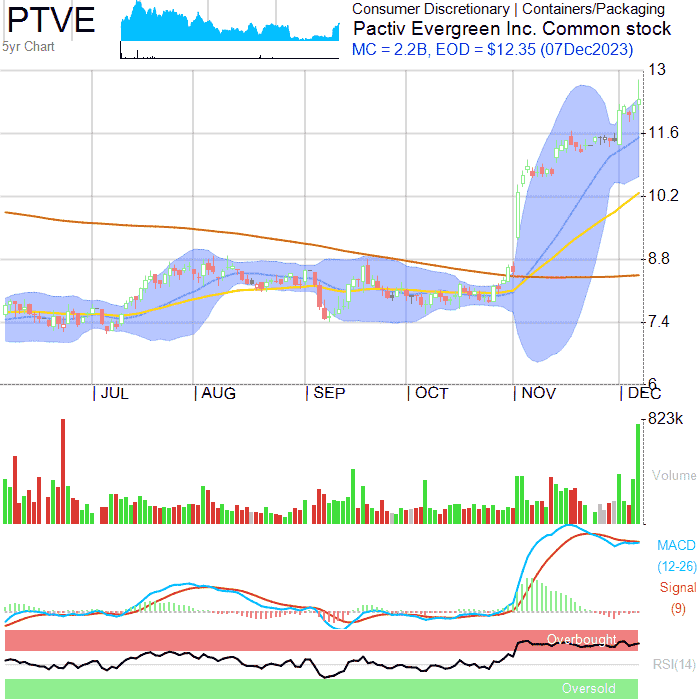 PTVE
5yr Chart
Consumer Discretionary | Containers/Packaging
Pactiv Evergreen Inc. Common stock
MC = 2.2B, EOD = $12.35 (07Dec2023)
13
11.6
10.2
8.8
7.4
6
JUL
AUG
SEP
OCT
NOV
DEC
823k
Volume
MACD
(12-26)
Signal
(9)
Overbought
RSI(14)
Oversold